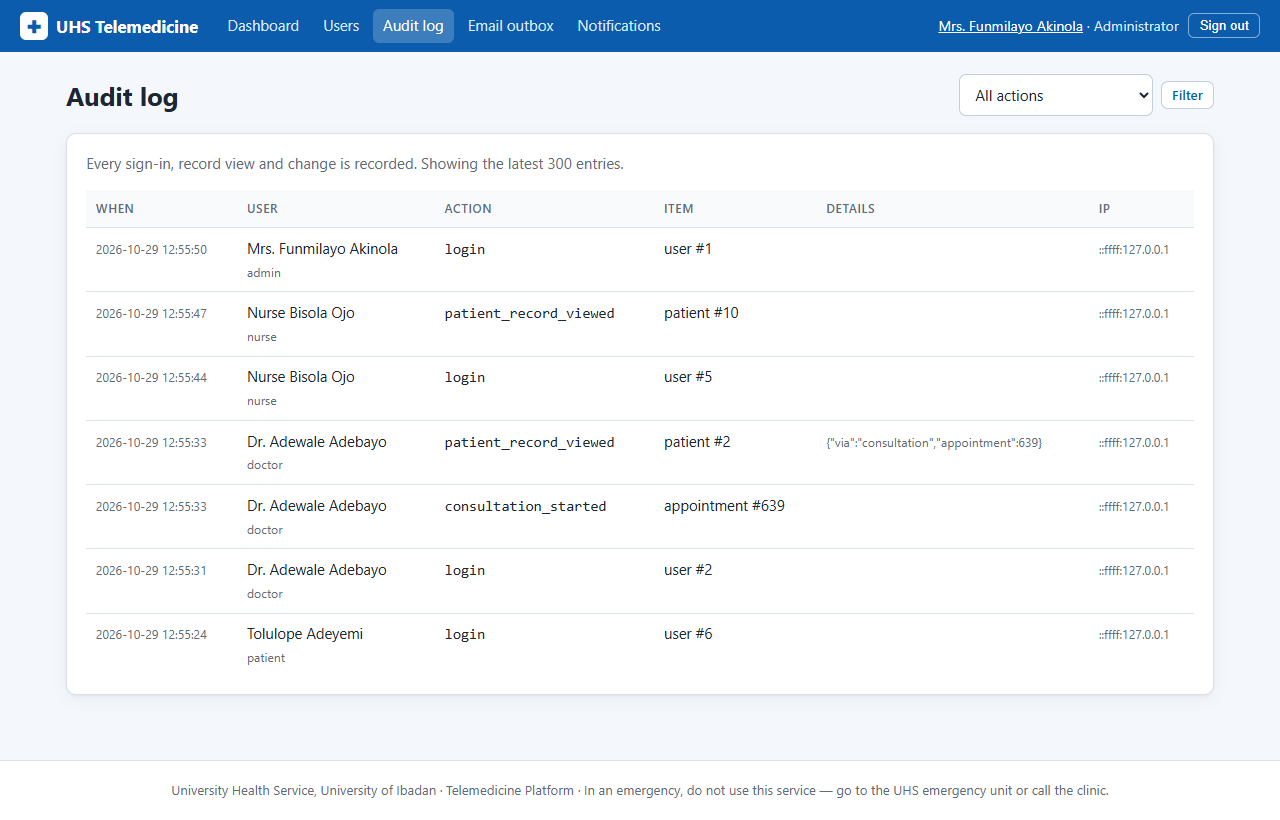 UHS Telemedicine Dashboard Users Audit log Email outbox Notifications Mrs. Funmilayo Akinola · Administrator Sign out
Audit log All actions Filter
Every sign-in, record view and change is recorded. Showing the latest 300 entries.
WHEN USER ACTION ITEM DETAILS IP
2026-10-29 12:55:50 Mrs. Funmilayo Akinola login user #1 ::ffff:127.0.0.1
admin
2026-10-29 12:55:47 Nurse Bisola Ojo patient_record_viewed patient #10 ::ffff:127.0.0.1
nurse
2026-10-29 12:55:44 Nurse Bisola Ojo login user #5 ::ffff:127.0.0.1
nurse
2026-10-29 12:55:33 Dr. Adewale Adebayo patient_record_viewed patient #2 {"via":"consultation","appointment":639} ::ffff:127.0.0.1
doctor
2026-10-29 12:55:33 Dr. Adewale Adebayo consultation_started appointment #639 ::ffff:127.0.0.1
doctor
2026-10-29 12:55:31 Dr. Adewale Adebayo login user #2 ::ffff:127.0.0.1
doctor
2026-10-29 12:55:24 Tolulope Adeyemi login user #6 ::ffff:127.0.0.1
patient
University Health Service, University of Ibadan · Telemedicine Platform · In an emergency, do not use this service — go to the UHS emergency unit or call the clinic.